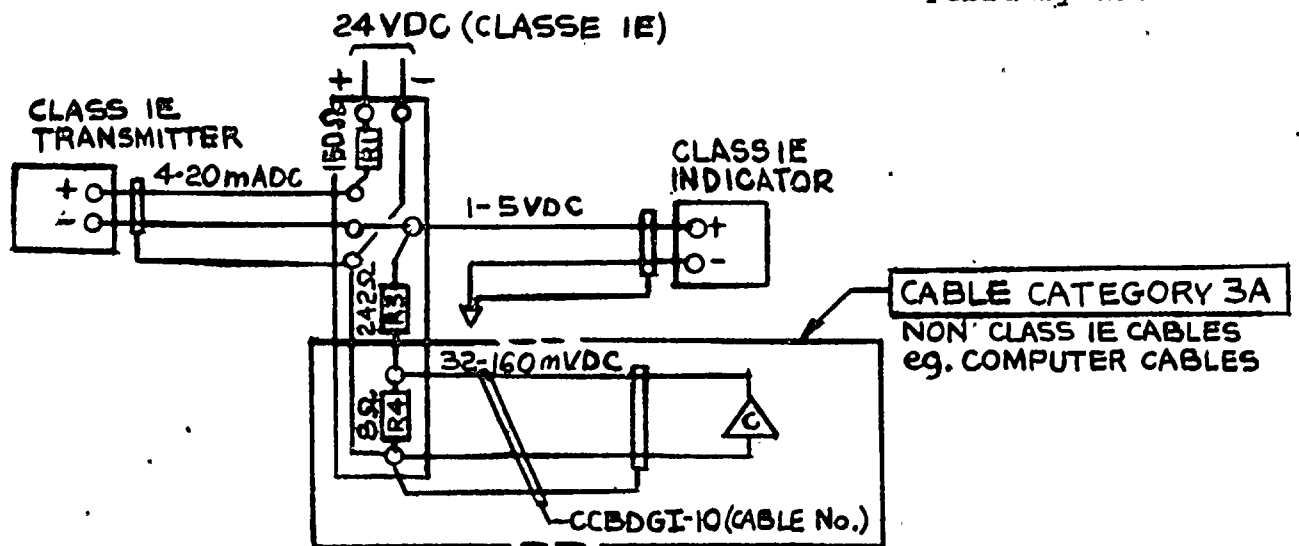 24VDC (CLASSE IE)
+ -
CLASS IE
TRANSMITTER
150Ω
R1
4-20mADC
+
-
CLASS IE
INDICATOR
1-5VDC
+
-
242Ω
R3
CABLE CATEGORY 3A
NON CLASS IE CABLES
eg. COMPUTER CABLES
32-160mVDC
8Ω
R4
C
CCBDGI-10(CABLE No.)